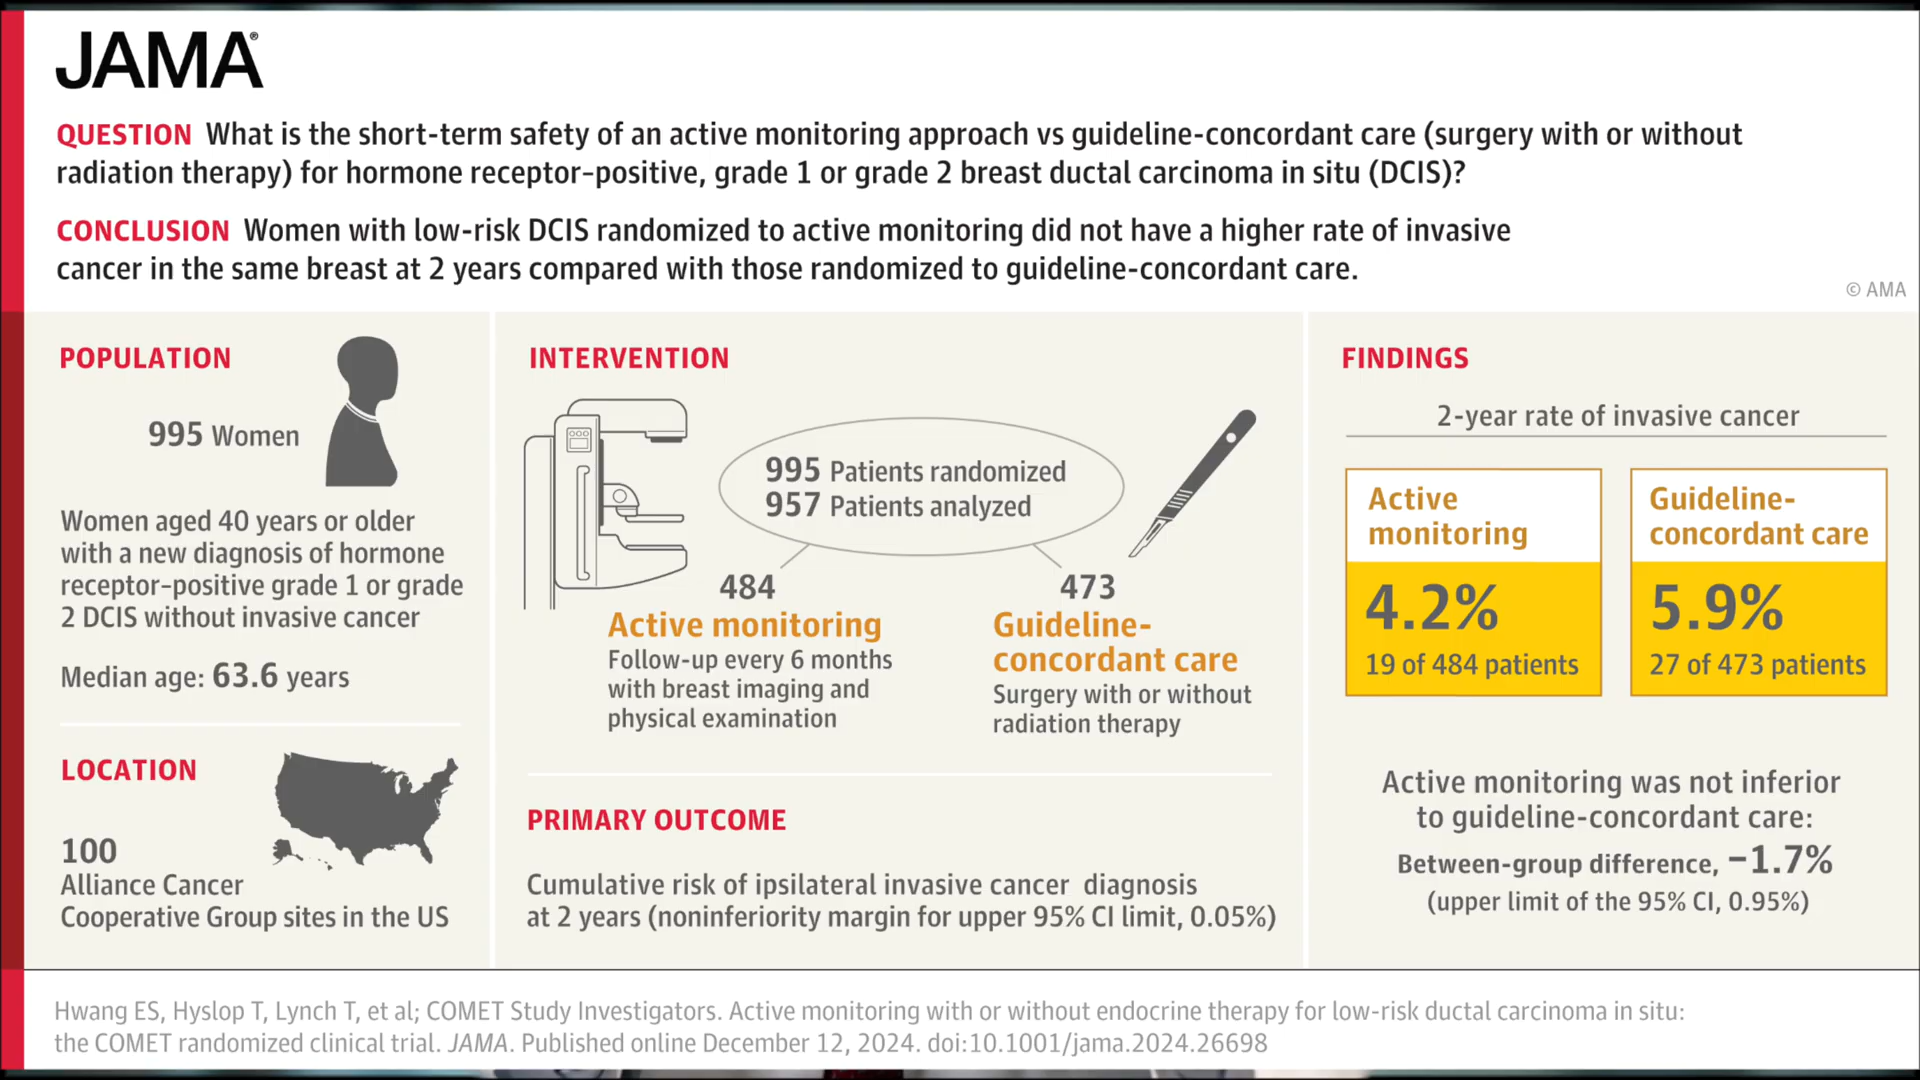 JAMA®
QUESTION What is the short-term safety of an active monitoring approach vs guideline-concordant care (surgery with or without
radiation therapy) for hormone receptor-positive, grade 1 or grade 2 breast ductal carcinoma in situ (DCIS)?
CONCLUSION Women with low-risk DCIS randomized to active monitoring did not have a higher rate of invasive
cancer in the same breast at 2 years compared with those randomized to guideline-concordant care.
© AMA
POPULATION
995 Women
Women aged 40 years or older
with a new diagnosis of hormone
receptor-positive grade 1 or grade
2 DCIS without invasive cancer
Median age: 63.6 years
LOCATION
100
Alliance Cancer
Cooperative Group sites in the US
INTERVENTION
995 Patients randomized
957 Patients analyzed
484
Active monitoring
Follow-up every 6 months
with breast imaging and
physical examination
473
Guideline-
concordant care
Surgery with or without
radiation therapy
PRIMARY OUTCOME
Cumulative risk of ipsilateral invasive cancer diagnosis
at 2 years (noninferiority margin for upper 95% CI limit, 0.05%)
FINDINGS
2-year rate of invasive cancer
Active
monitoring
4.2%
19 of 484 patients
Guideline-
concordant care
5.9%
27 of 473 patients
Active monitoring was not inferior
to guideline-concordant care:
Between-group difference, −1.7%
(upper limit of the 95% CI, 0.95%)
Hwang ES, Hyslop T, Lynch T, et al; COMET Study Investigators. Active monitoring with or without endocrine therapy for low-risk ductal carcinoma in situ:
the COMET randomized clinical trial. JAMA. Published online December 12, 2024. doi:10.1001/jama.2024.26698